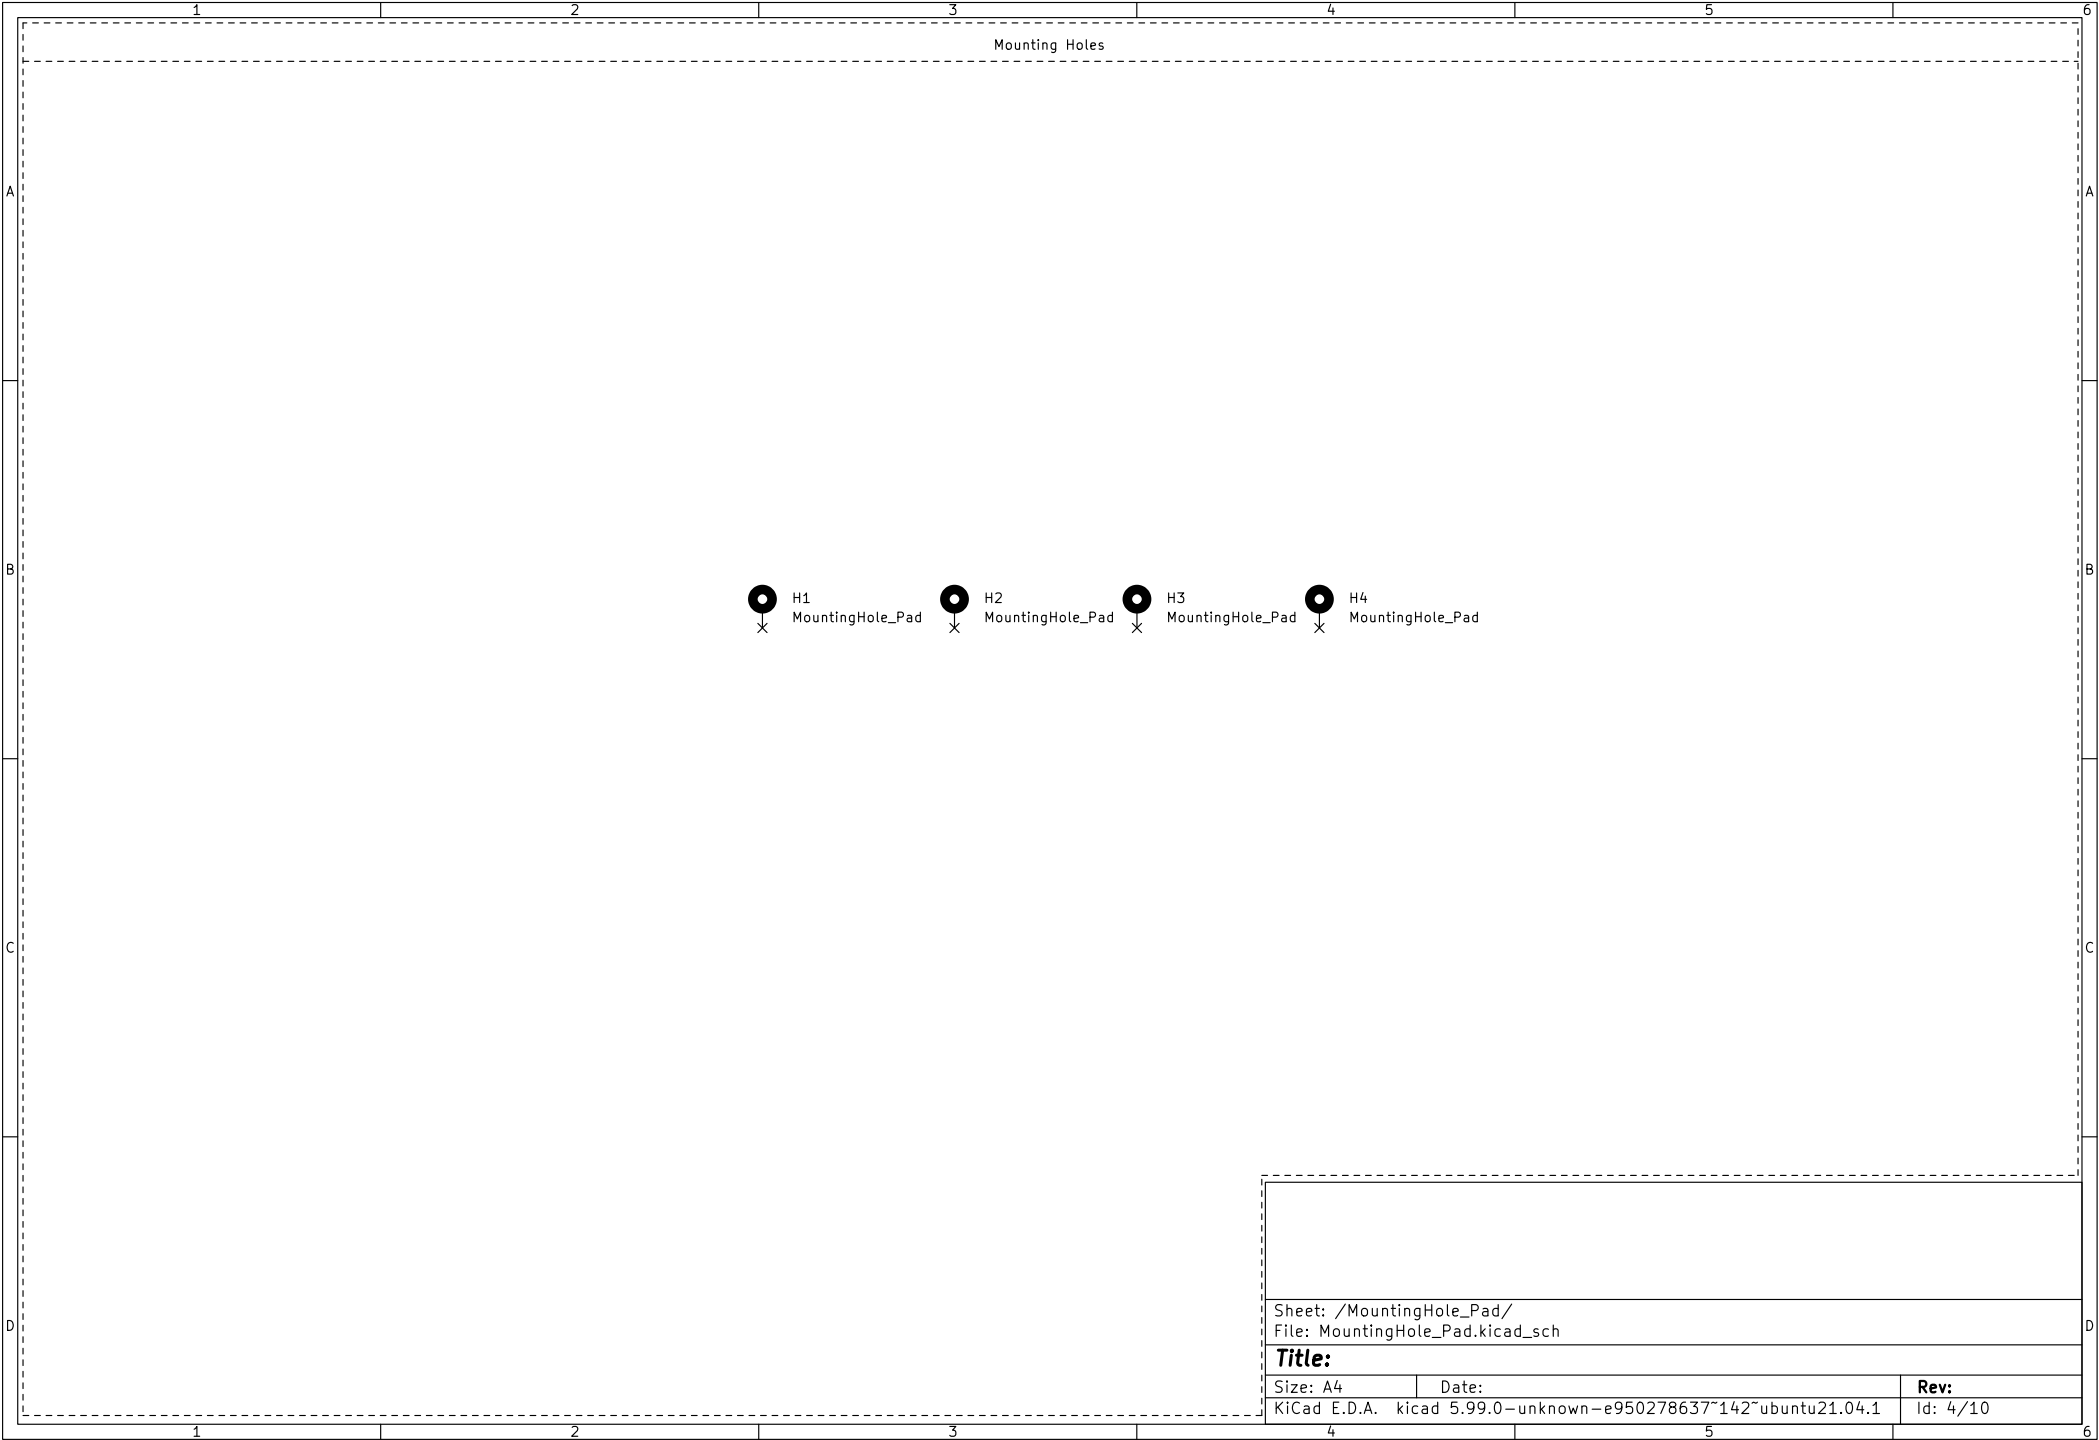 1 2 3 4 5 6
Mounting Holes
A A
B B
H1 H2 H3 H4
MountingHole_Pad MountingHole_Pad MountingHole_Pad MountingHole_Pad
C C
Sheet: /MountingHole_Pad/
D D
File: MountingHole_Pad.kicad_sch
Title:
Size: A4 Date: Rev:
KiCad E.D.A. kicad 5.99.0-unknown-e950278637~142~ubuntu21.04.1 Id: 4/10
1 2 3 4 5 6